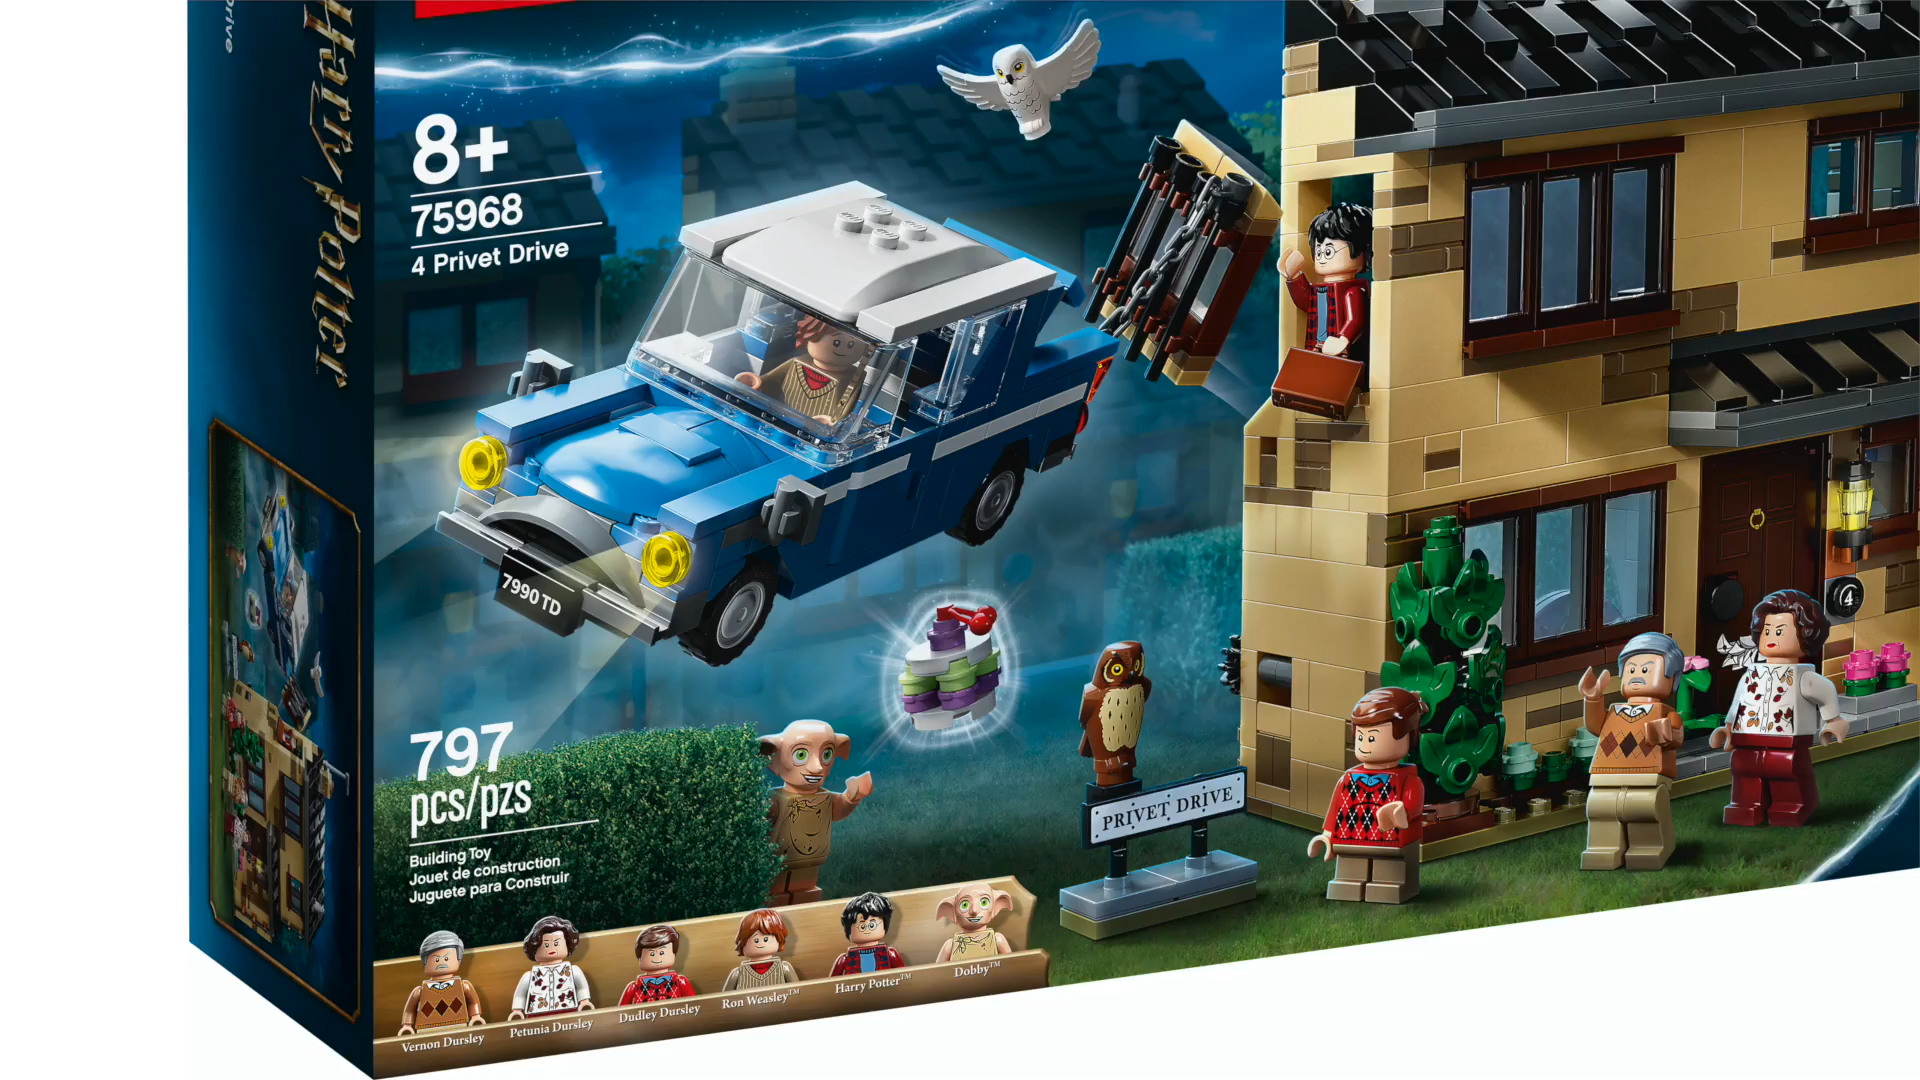 Drive
Harry Potter
8+
75968
4 Privet Drive
7990 TD
4
PRIVET DRIVE
797
pcs/pzs
Building Toy
Jouet de construction
Juguete para Construir
Vernon Dursley
Petunia Dursley
Dudley Dursley
Ron Weasley™
Harry Potter™
Dobby™